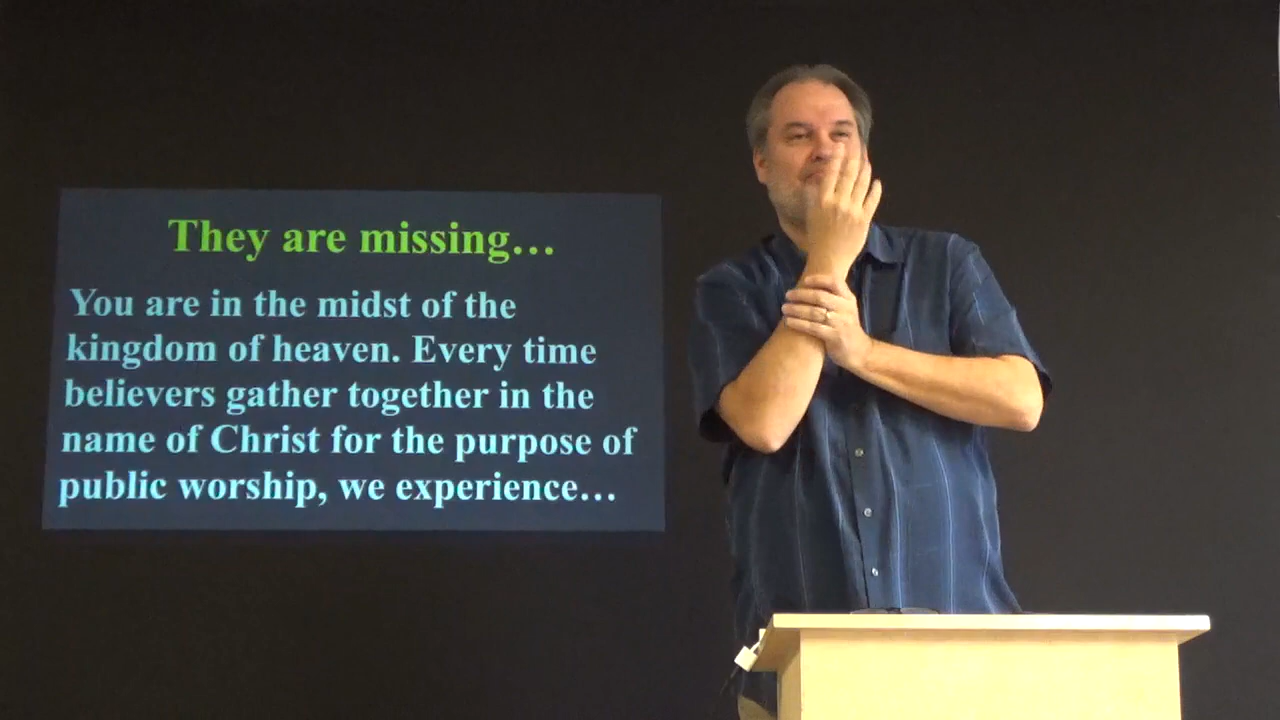 They are missing…
You are in the midst of the
kingdom of heaven. Every time
believers gather together in the
name of Christ for the purpose of
public worship, we experience…